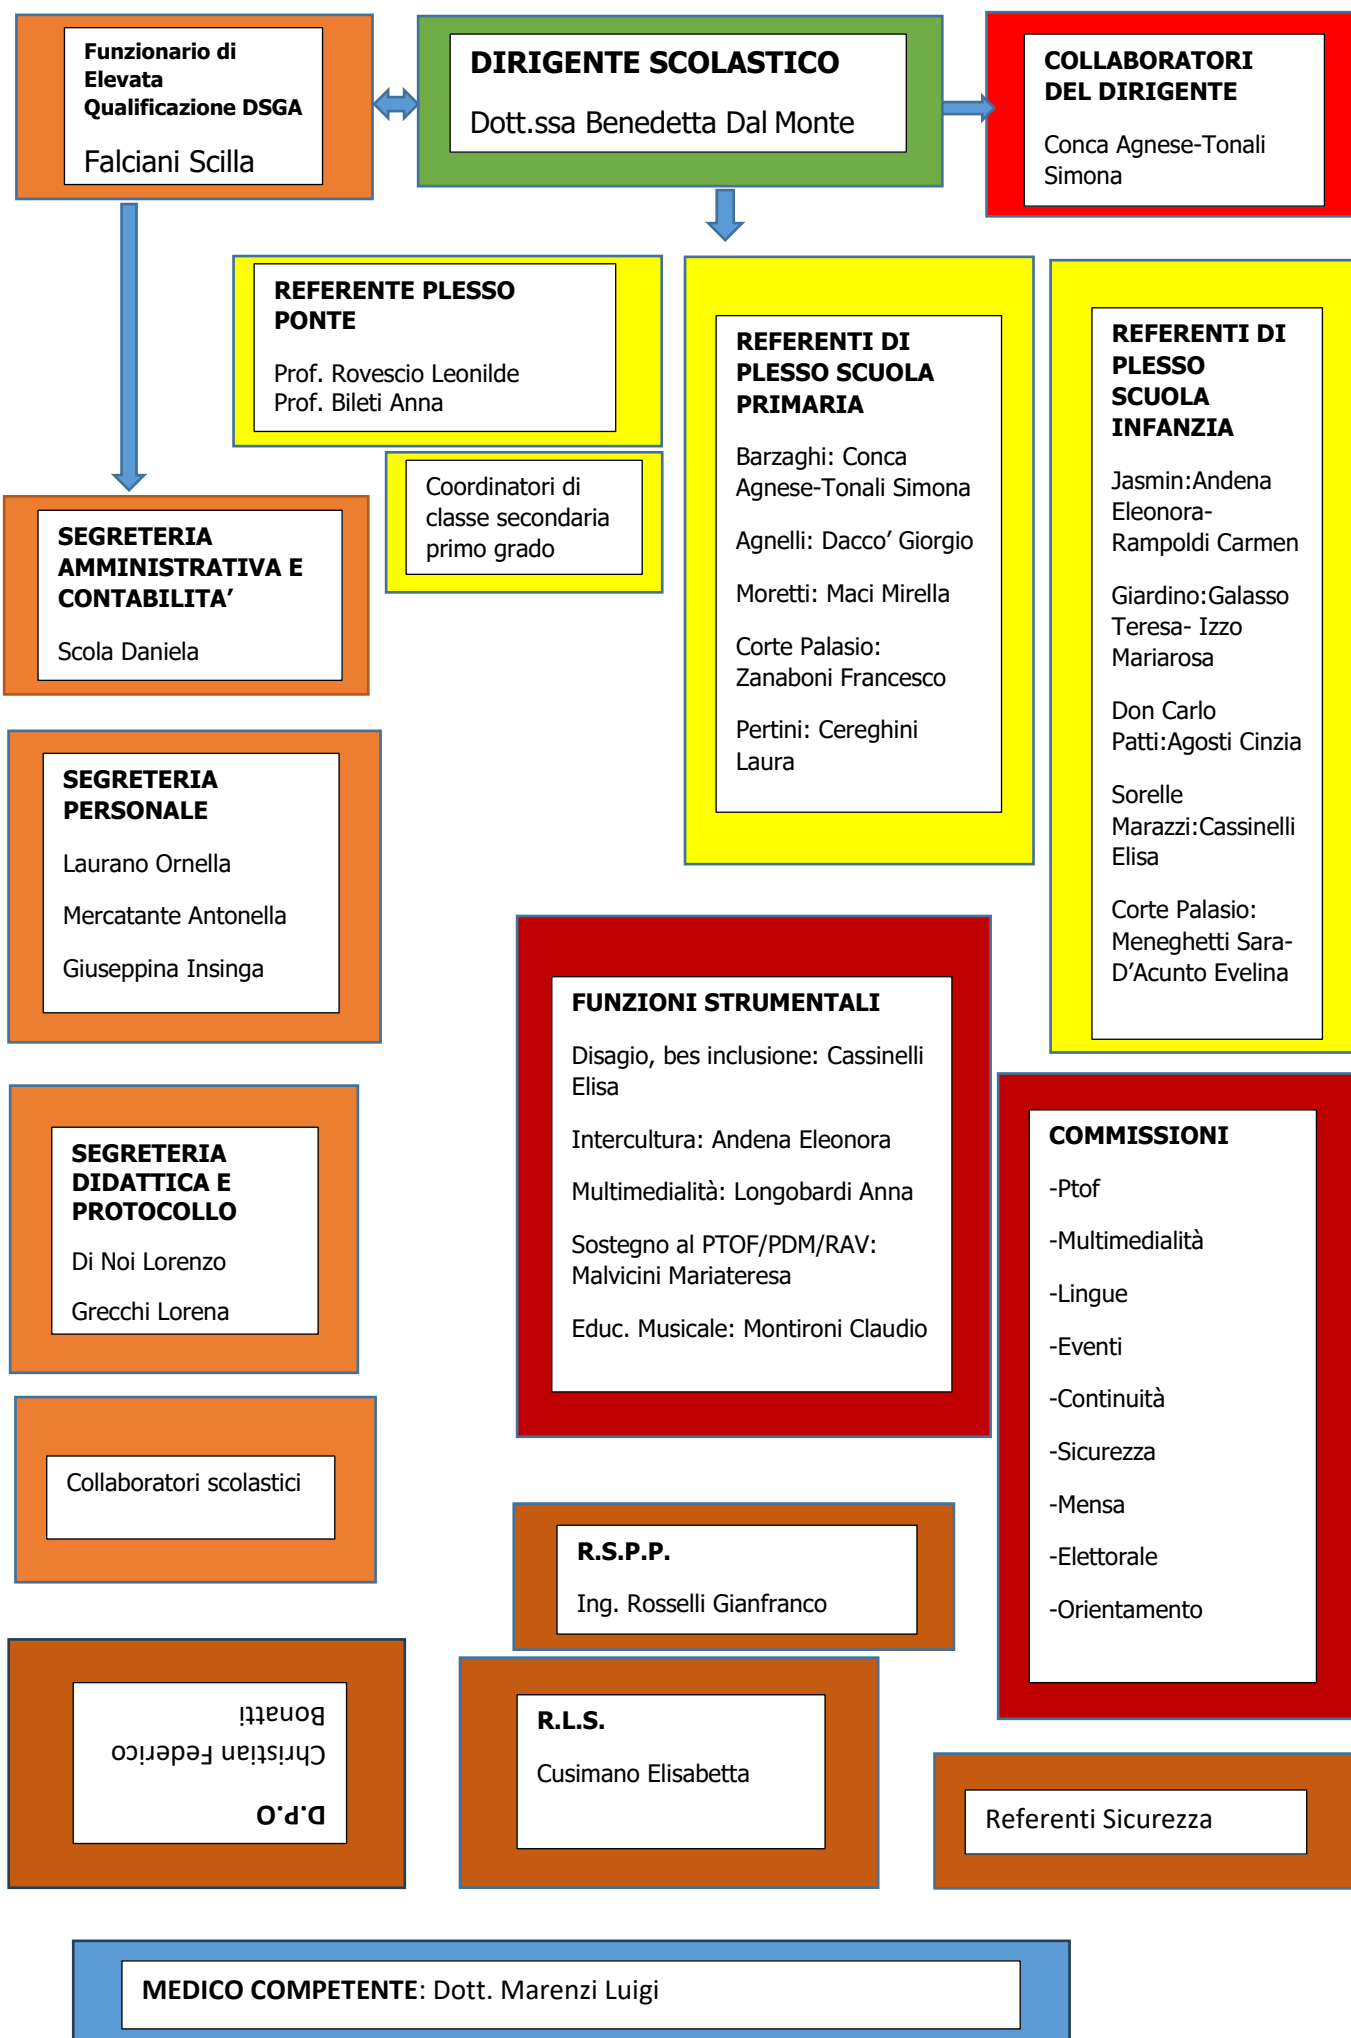 Funzionario di
Elevata
Qualificazione DSGA
Falciani Scilla
DIRIGENTE SCOLASTICO
Dott.ssa Benedetta Dal Monte
COLLABORATORI
DEL DIRIGENTE
Conca Agnese-Tonali
Simona
REFERENTE PLESSO
PONTE
Prof. Rovescio Leonilde
Prof. Bileti Anna
Coordinatori di
classe secondaria
primo grado
REFERENTI DI
PLESSO SCUOLA
PRIMARIA
Barzaghi: Conca
Agnese-Tonali Simona
Agnelli: Dacco’ Giorgio
Moretti: Maci Mirella
Corte Palasio:
Zanaboni Francesco
Pertini: Cereghini
Laura
REFERENTI DI
PLESSO
SCUOLA
INFANZIA
Jasmin:Andena
Eleonora-
Rampoldi Carmen
Giardino:Galasso
Teresa- Izzo
Mariarosa
Don Carlo
Patti:Agosti Cinzia
Sorelle
Marazzi:Cassinelli
Elisa
Corte Palasio:
Meneghetti Sara-
D’Acunto Evelina
SEGRETERIA
AMMINISTRATIVA E
CONTABILITA’
Scola Daniela
SEGRETERIA
PERSONALE
Laurano Ornella
Mercatante Antonella
Giuseppina Insinga
SEGRETERIA
DIDATTICA E
PROTOCOLLO
Di Noi Lorenzo
Grecchi Lorena
Collaboratori scolastici
FUNZIONI STRUMENTALI
Disagio, bes inclusione: Cassinelli
Elisa
Intercultura: Andena Eleonora
Multimedialità: Longobardi Anna
Sostegno al PTOF/PDM/RAV:
Malvicini Mariateresa
Educ. Musicale: Montironi Claudio
COMMISSIONI
-Ptof
-Multimedialità
-Lingue
-Eventi
-Continuità
-Sicurezza
-Mensa
-Elettorale
-Orientamento
R.S.P.P.
Ing. Rosselli Gianfranco
D.P.O
Christian Federico
Bonatti
R.L.S.
Cusimano Elisabetta
Referenti Sicurezza
MEDICO COMPETENTE: Dott. Marenzi Luigi